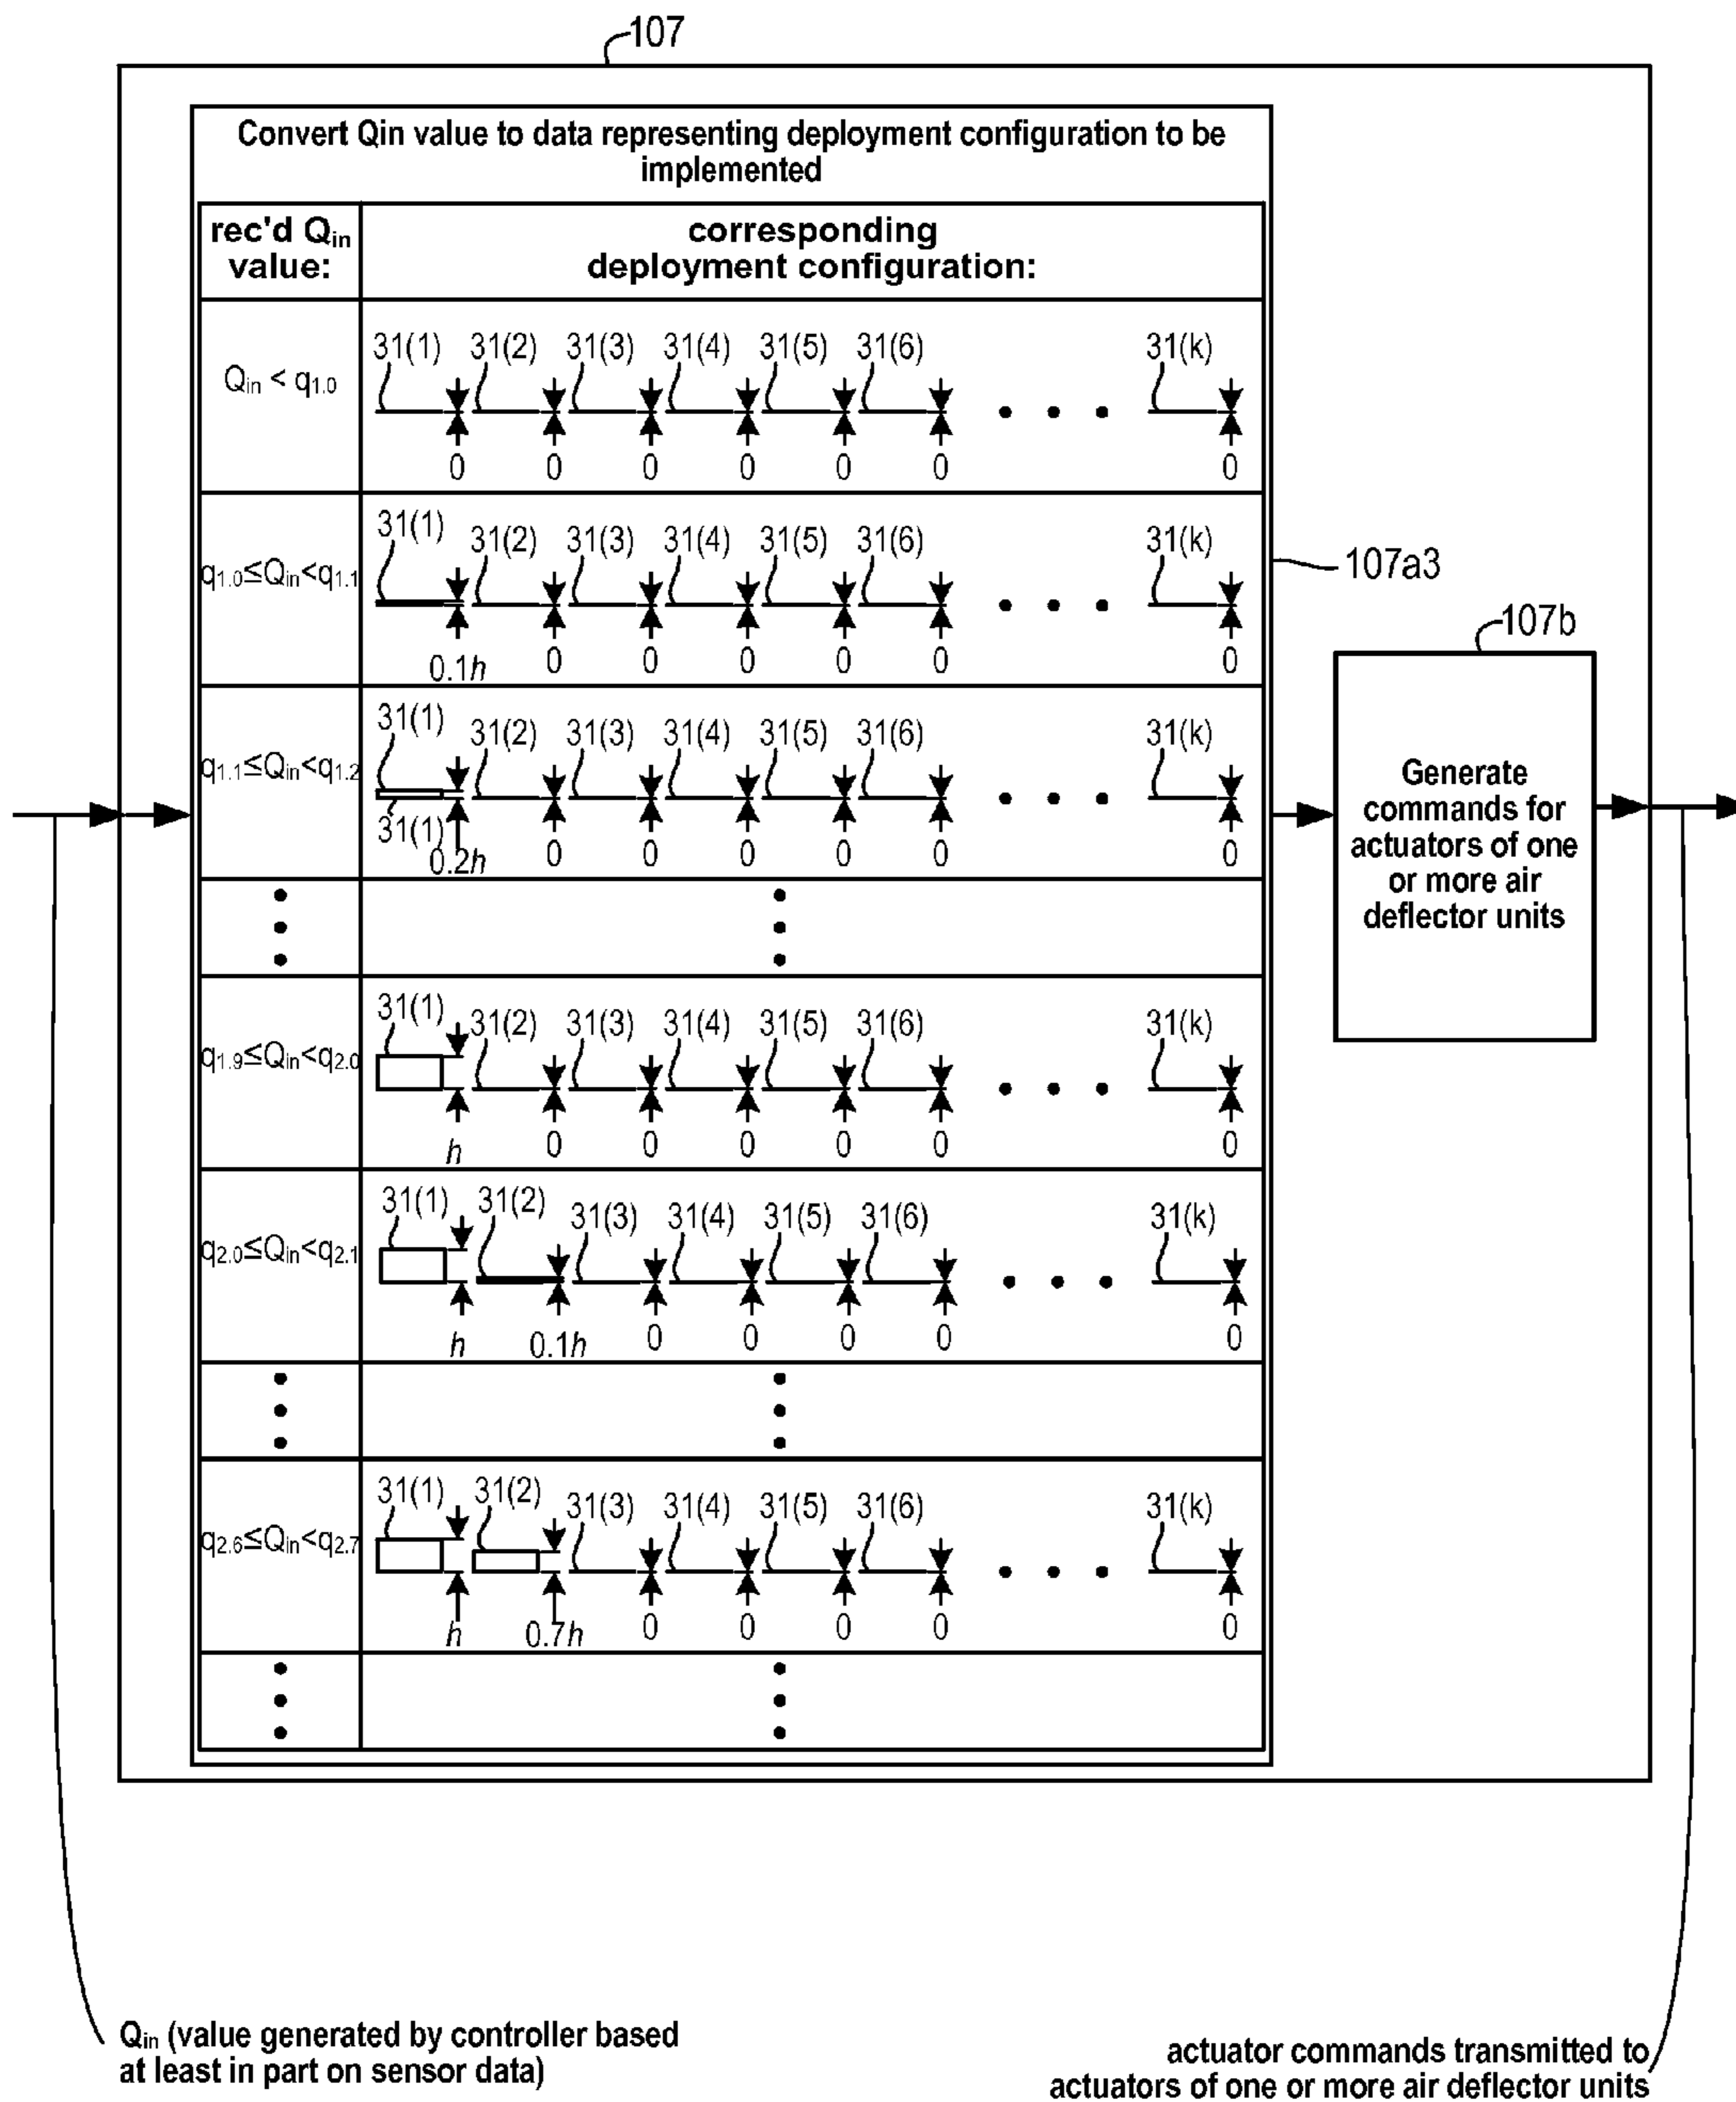 107
Convert Qin value to data representing deployment configuration to be
implemented
rec'd Qin
value:
corresponding
deployment configuration:
Qin < q1.0
31(1) 31(2) 31(3) 31(4) 31(5) 31(6) 31(k)
0 0 0 0 0 0 0
q1.0≤Qin<q1.1
31(1) 31(2) 31(3) 31(4) 31(5) 31(6) 31(k)
0.1h 0 0 0 0 0 0
107a3
q1.1≤Qin<q1.2
31(1) 31(2) 31(3) 31(4) 31(5) 31(6) 31(k)
31(1)
0.2h 0 0 0 0 0 0
107b
Generate
commands for
actuators of one
or more air
deflector units
q1.9≤Qin<q2.0
31(1) 31(2) 31(3) 31(4) 31(5) 31(6) 31(k)
h 0 0 0 0 0 0
q2.0≤Qin<q2.1
31(1) 31(2) 31(3) 31(4) 31(5) 31(6) 31(k)
h 0.1h 0 0 0 0 0
q2.6≤Qin<q2.7
31(1) 31(2) 31(3) 31(4) 31(5) 31(6) 31(k)
h 0.7h 0 0 0 0 0
Qin (value generated by controller based
at least in part on sensor data)
actuator commands transmitted to
actuators of one or more air deflector units